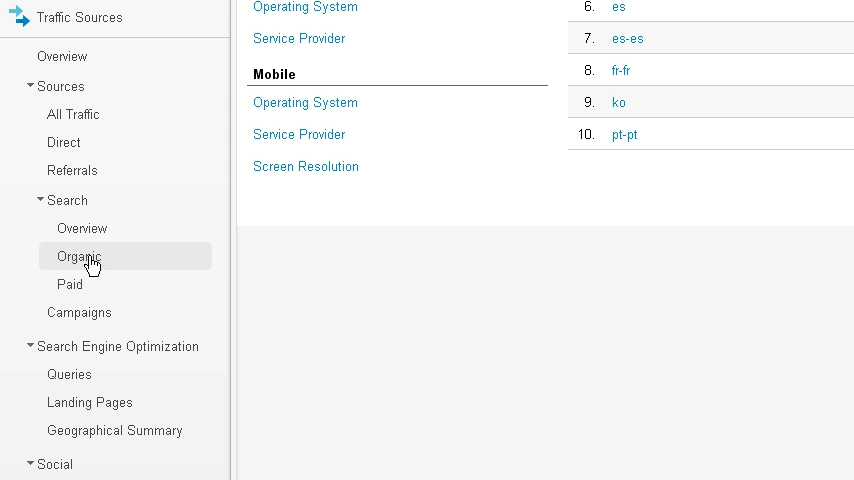 Traffic Sources
Overview
Sources
All Traffic
Direct
Referrals
Search
Overview
Organic
Paid
Campaigns
Search Engine Optimization
Queries
Landing Pages
Geographical Summary
Social
Operating System
Service Provider
Mobile
Operating System
Service Provider
Screen Resolution
6. es
7. es-es
8. fr-fr
9. ko
10. pt-pt